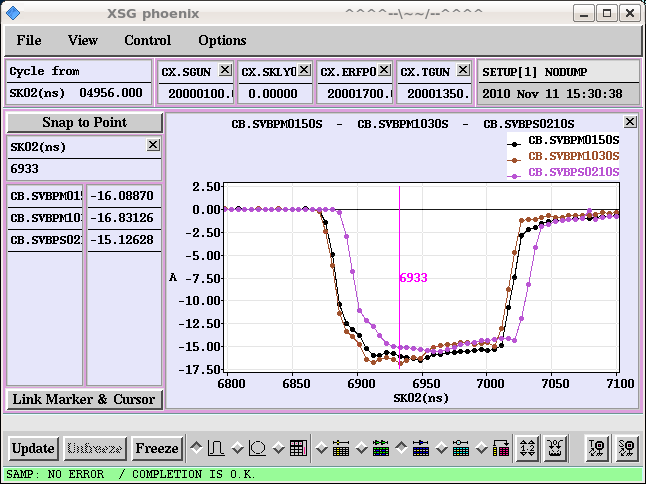 XSG phoenix ^^^^--\~~/--^^^^
File View Control Options
Cycle from
SK02(ns) 04956.000
CX.SGUN
20000100.
CX.SKLYO
0.00000
CX.ERFPO
20001700.
CX.TGUN
20001350.
SETUP[1] NODUMP
2010 Nov 11 15:30:38
Snap to Point
SK02(ns)
6933
CB.SVBPM01 -16.08870
CB.SVBPM10 -16.83126
CB.SVBPS02 -15.12628
Link Marker & Cursor
CB.SVBPM0150S - CB.SVBPM1030S - CB.SVBPS0210S
CB.SVBPM0150S
CB.SVBPM1030S
CB.SVBPS0210S
2.50
0.00
-2.50
-5.00
A
-7.50
6933
-10.00
-12.50
-15.00
-17.50
6800 6850 6900 6950 7000 7050 7100
SK02(ns)
Update Unfreeze Freeze
SAMP: NO ERROR / COMPLETION IS O.K.